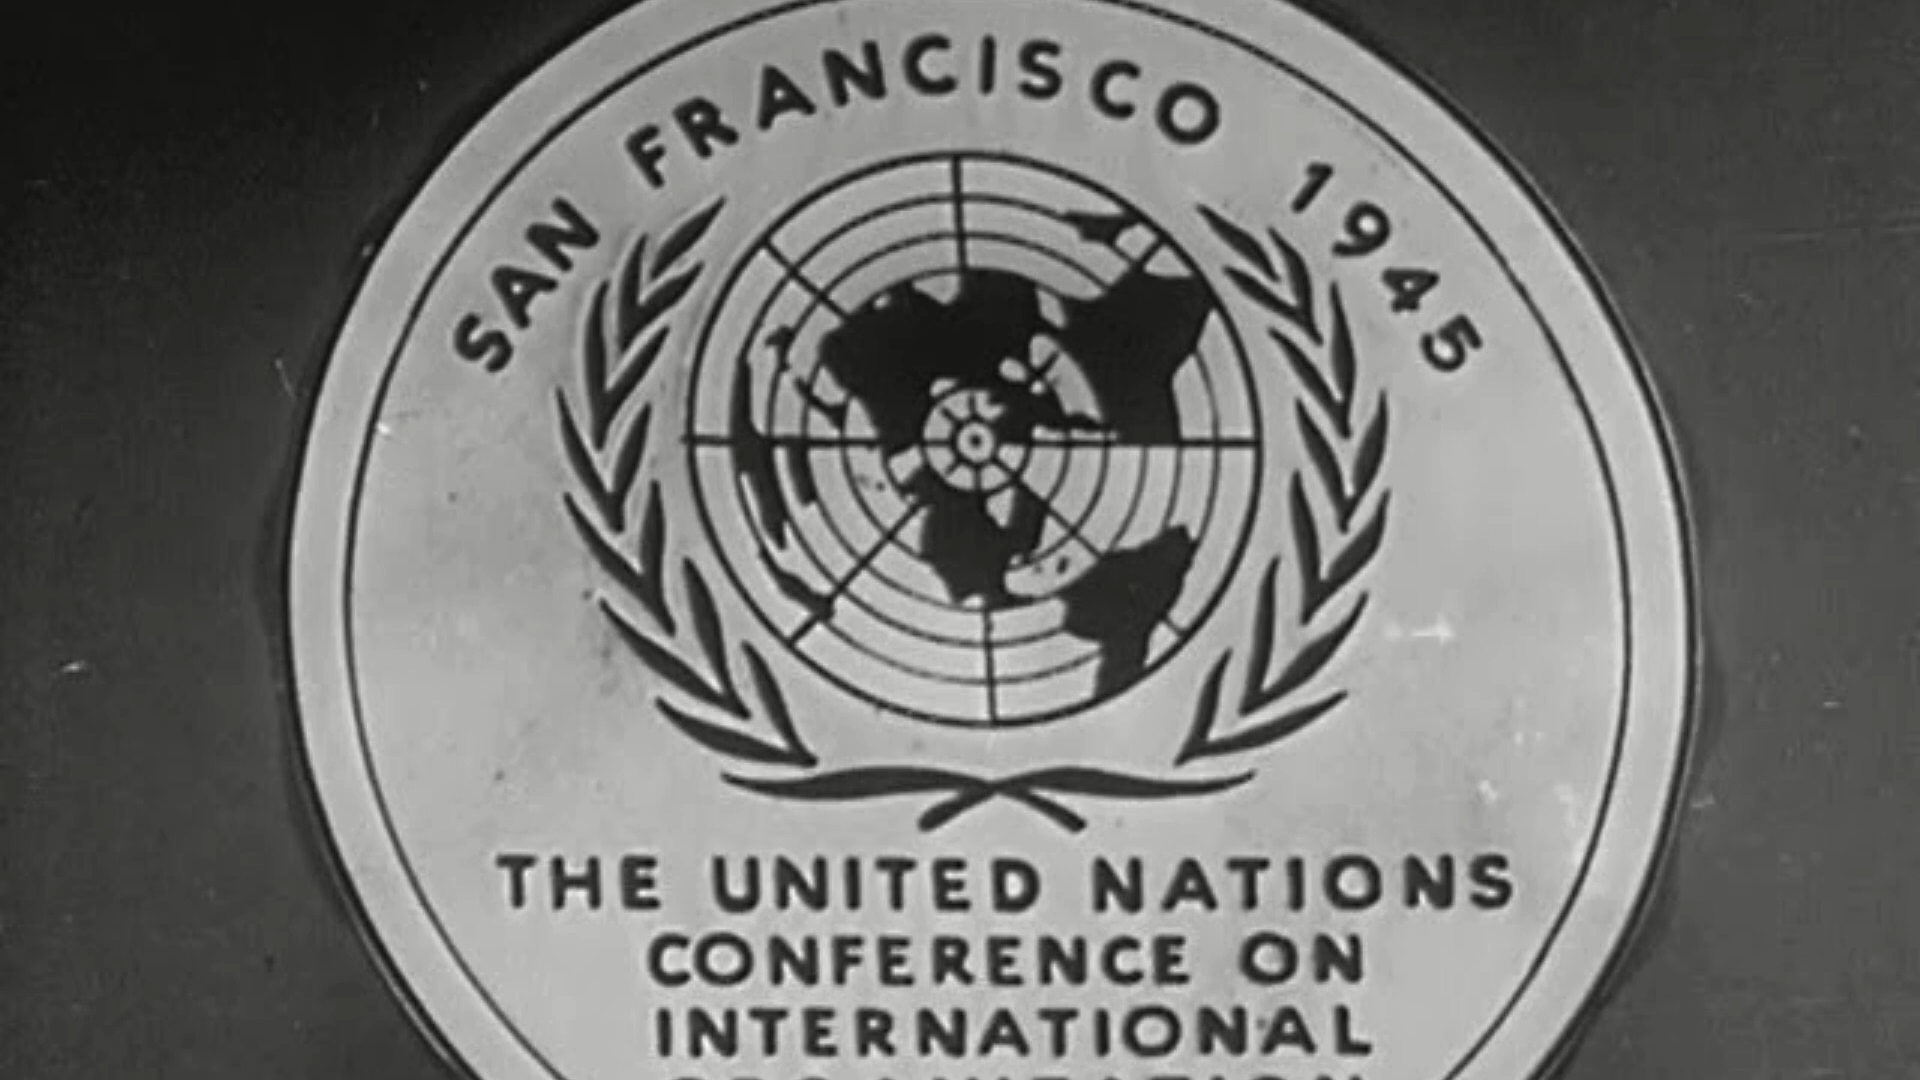 SAN FRANCISCO 1945
THE UNITED NATIONS
CONFERENCE ON
INTERNATIONAL